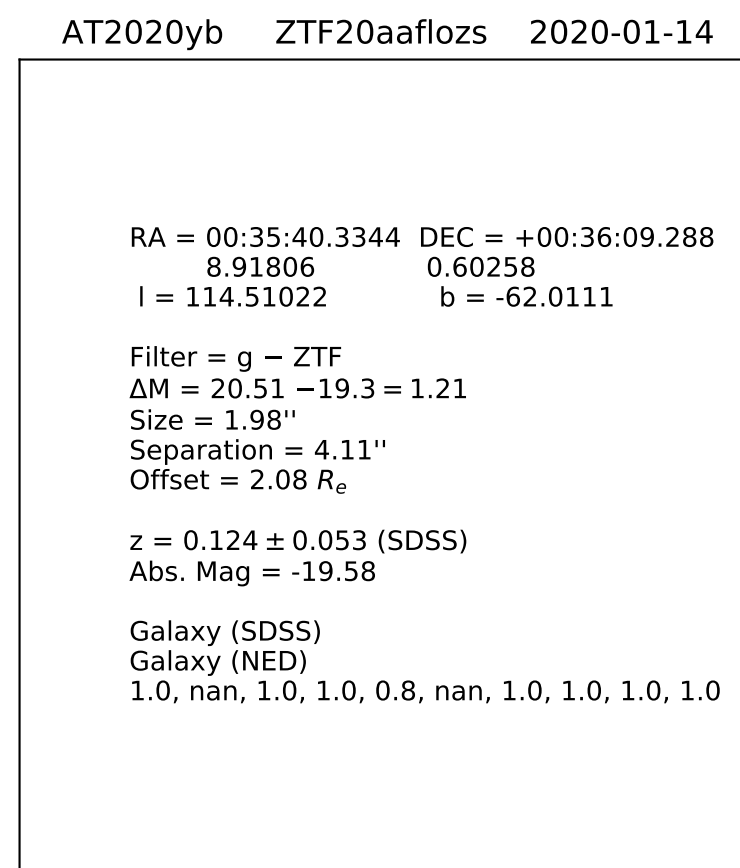 AT2020yb ZTF20aaflozs 2020-01-14
RA = 00:35:40.3344 DEC = +00:36:09.288
8.91806 0.60258
l = 114.51022 b = -62.0111
Filter = g − ZTF
ΔM = 20.51 −19.3 = 1.21
Size = 1.98''
Separation = 4.11''
Offset = 2.08 Re
z = 0.124 ± 0.053 (SDSS)
Abs. Mag = -19.58
Galaxy (SDSS)
Galaxy (NED)
1.0, nan, 1.0, 1.0, 0.8, nan, 1.0, 1.0, 1.0, 1.0